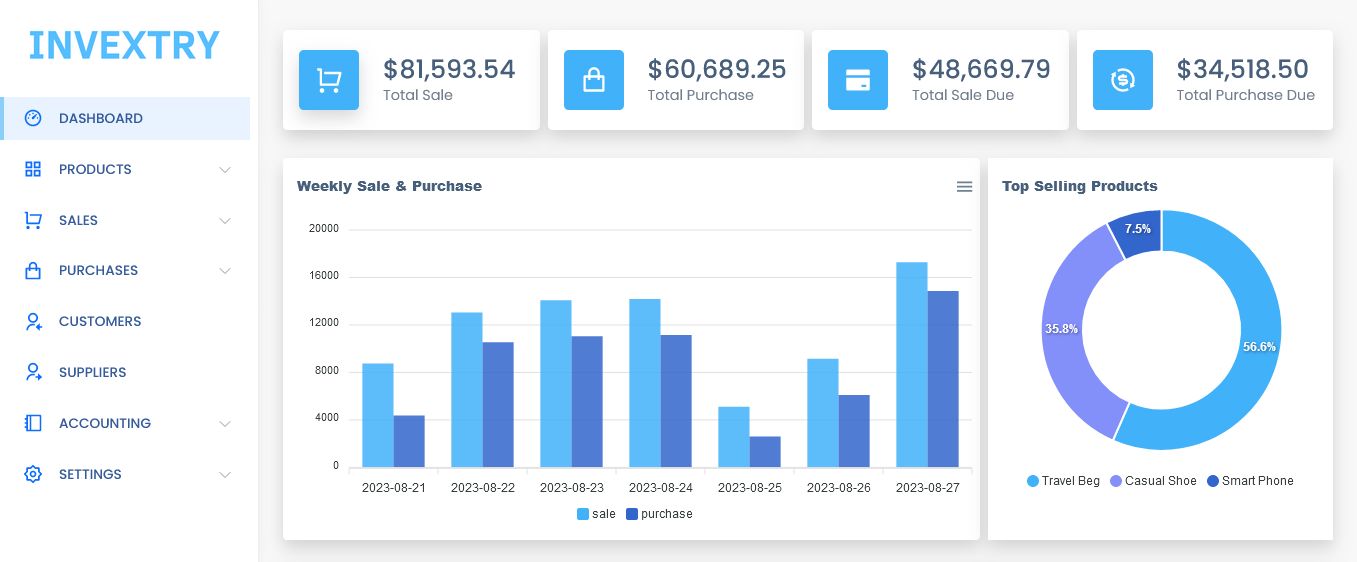 INVEXTRY
DASHBOARD
PRODUCTS
SALES
PURCHASES
CUSTOMERS
SUPPLIERS
ACCOUNTING
SETTINGS
$81,593.54
Total Sale
$60,689.25
Total Purchase
$48,669.79
Total Sale Due
$34,518.50
Total Purchase Due
Weekly Sale & Purchase
20000
16000
12000
8000
4000
0
2023-08-21 2023-08-22 2023-08-23 2023-08-24 2023-08-25 2023-08-26 2023-08-27
sale purchase
Top Selling Products
7.5%
35.8%
56.6%
Travel Beg Casual Shoe Smart Phone